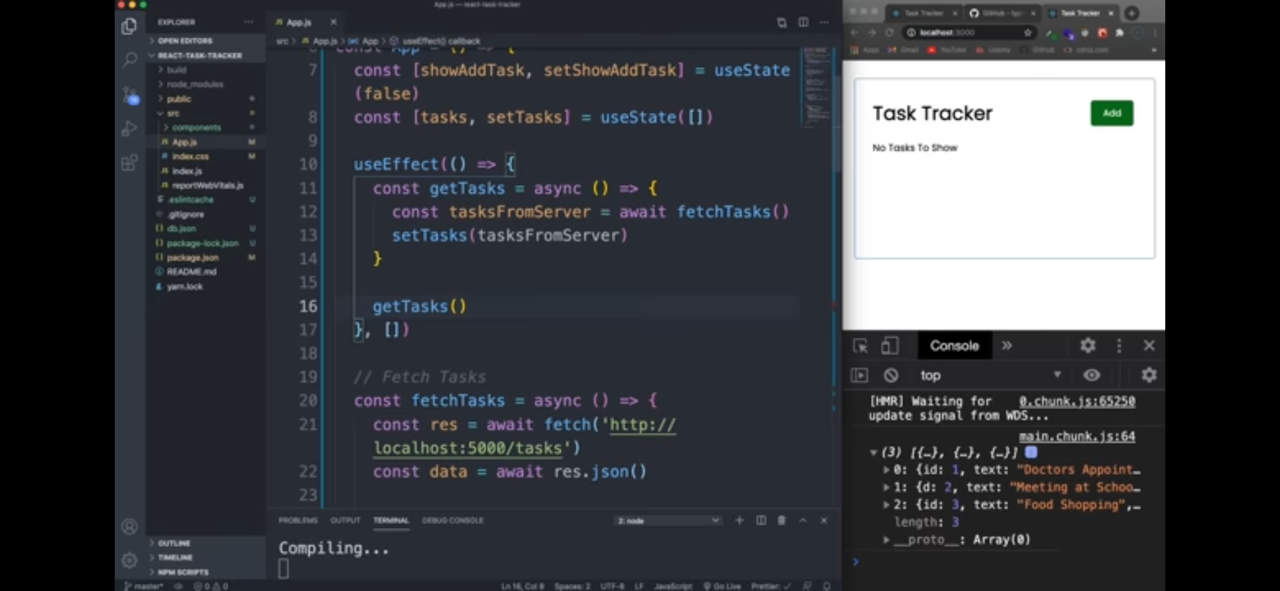 App.js — react-task-tracker
EXPLORER
OPEN EDITORS
REACT-TASK-TRACKER
build
node_modules
public
src
components
App.js M
index.css M
index.js
reportWebVitals.js
.eslintcache U
.gitignore
db.json U
package-lock.json U
package.json M
README.md
yarn.lock
OUTLINE
TIMELINE
NPM SCRIPTS
App.js
src > App.js > App > useEffect() callback
7 const [showAddTask, setShowAddTask] = useState
(false)
8 const [tasks, setTasks] = useState([])
9
10 useEffect(() => {
11 const getTasks = async () => {
12 const tasksFromServer = await fetchTasks()
13 setTasks(tasksFromServer)
14 }
15
16 getTasks()
17 }, [])
18
19 // Fetch Tasks
20 const fetchTasks = async () => {
21 const res = await fetch('http://
localhost:5000/tasks')
22 const data = await res.json()
23
PROBLEMS OUTPUT TERMINAL DEBUG CONSOLE 2: node
Compiling...
master* 0 0 Ln 16, Col 8 Spaces: 2 UTF-8 LF JavaScript Go Live Prettier: ✓
Task Tracker GitHub - typ Task Tracker
localhost:3000
Apps Gmail YouTube Udemy GitHub
Task Tracker
Add
No Tasks To Show
Console
top
[HMR] Waiting for 0.chunk.js:65250
update signal from WDS...
main.chunk.js:64
(3) [{…}, {…}, {…}]
0: {id: 1, text: "Doctors Appoint…
1: {d: 2, text: "Meeting at Schoo…
2: {id: 3, text: "Food Shopping",…
length: 3
__proto__: Array(0)